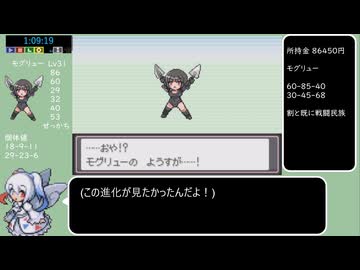 1:09:19
モグリュー Lv31
86
60
29
32
40
53
せっかち
個体値
18-9-11
29-23-6
……おや!?
モグリューの ようすが……!
(この進化が見たかったんだよ!)
所持金 86450円
モグリュー
60-85-40
30-45-68
割と既に戦闘民族